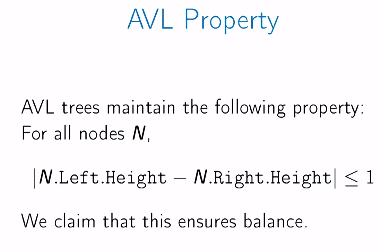 AVL Property
AVL trees maintain the following property:
For all nodes N,
|N.Left.Height − N.Right.Height| ≤ 1
We claim that this ensures balance.